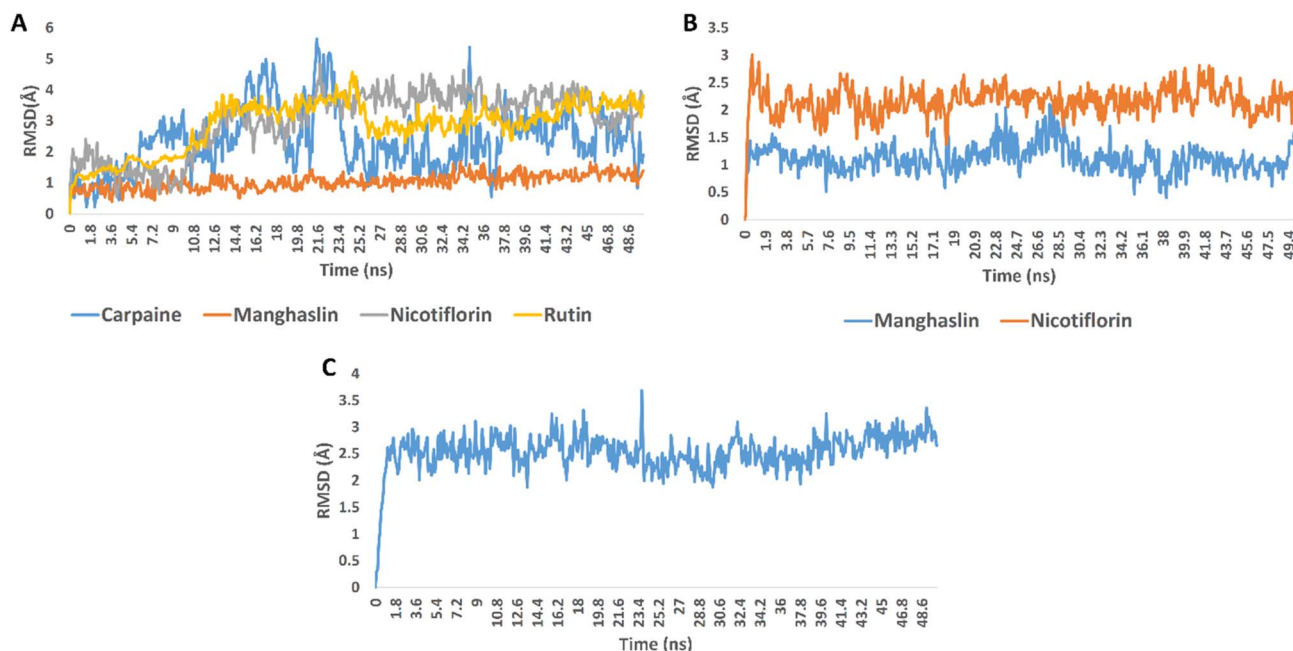 A
RMSD(Å)
6
5
4
3
2
1
0
0 1.8 3.6 5.4 7.2 9 10.8 12.6 14.4 16.2 18 19.8 21.6 23.4 25.2 27 28.8 30.6 32.4 34.2 36 37.8 39.6 41.4 43.2 45 46.8 48.6
Time (ns)
Carpaine Manghaslin Nicotiflorin Rutin
B
RMSD (Å)
3.5
3
2.5
2
1.5
1
0.5
0
0 1.9 3.8 5.7 7.6 9.5 11.4 13.3 15.2 17.1 19 20.9 22.8 24.7 26.6 28.5 30.4 32.3 34.2 36.1 38 39.9 41.8 43.7 45.6 47.5 49.4
Time (ns)
Manghaslin Nicotiflorin
C
RMSD (Å)
4
3.5
3
2.5
2
1.5
1
0.5
0
0 1.8 3.6 5.4 7.2 9 10.8 12.6 14.4 16.2 18 19.8 21.6 23.4 25.2 27 28.8 30.6 32.4 34.2 36 37.8 39.6 41.4 43.2 45 46.8 48.6
Time (ns)